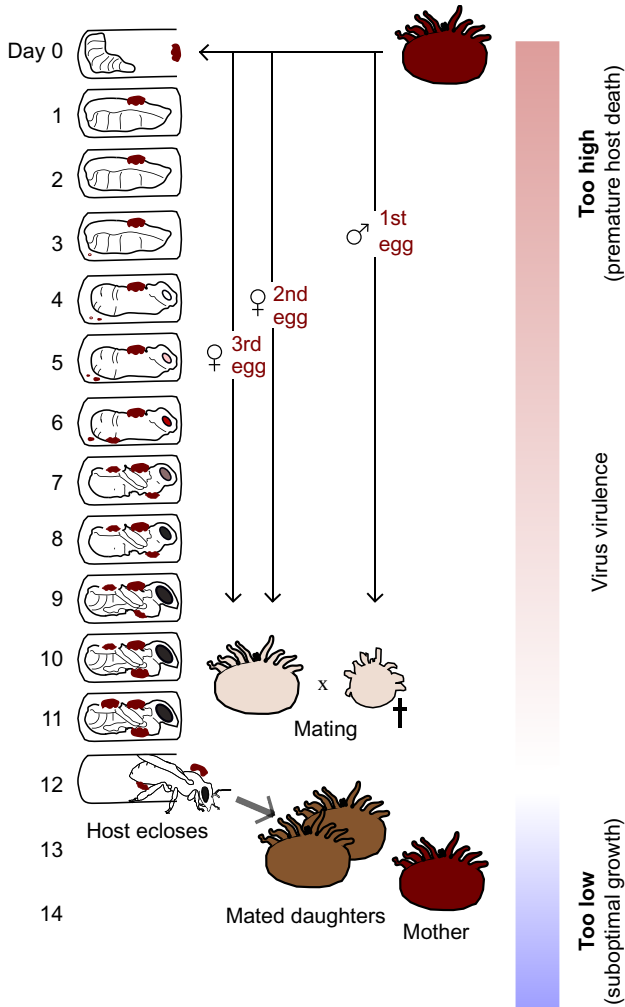 Day 0
1
2
3
4
5
6
7
8
9
10
11
12
13
14
♂ 1st
egg
♀ 2nd
egg
♀ 3rd
egg
x
Mating
†
Host ecloses
Mated daughters
Mother
Too high
(premature host death)
Virus virulence
Too low
(suboptimal growth)